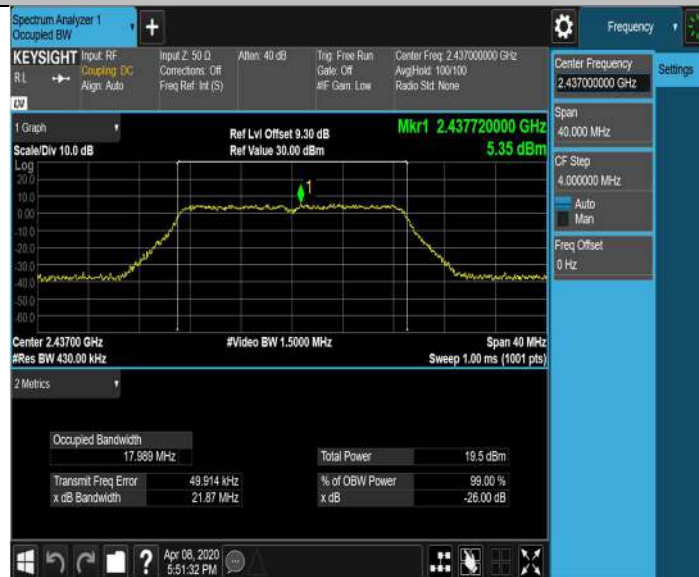 Spectrum Analyzer 1
Occupied BW
+
Frequency
KEYSIGHT
Input: RF
Coupling: DC
Align: Auto
Input Z: 50 Ω
Corrections: Off
Freq Ref: Int (S)
Atten: 40 dB
Trig: Free Run
Gate: Off
#IF Gain: Low
Center Freq: 2.437000000 GHz
Avg|Hold: 100/100
Radio Std: None
RL
Center Frequency
2.437000000 GHz
Settings
Span
40.000 MHz
CF Step
4.000000 MHz
Auto
Man
Freq Offset
0 Hz
1 Graph
Ref Lvl Offset 9.30 dB
Mkr1 2.437720000 GHz
Scale/Div 10.0 dB
Ref Value 30.00 dBm
5.35 dBm
Log
20.0
10.0
0.00
-10.0
-20.0
-30.0
-40.0
-50.0
-60.0
1
Center 2.43700 GHz
#Video BW 1.5000 MHz
Span 40 MHz
#Res BW 430.00 kHz
Sweep 1.00 ms (1001 pts)
2 Metrics
Occupied Bandwidth
17.989 MHz
Total Power 19.5 dBm
Transmit Freq Error 49.914 kHz
% of OBW Power 99.00 %
x dB Bandwidth 21.87 MHz
x dB -26.00 dB
?
Apr 08, 2020
5:51:32 PM